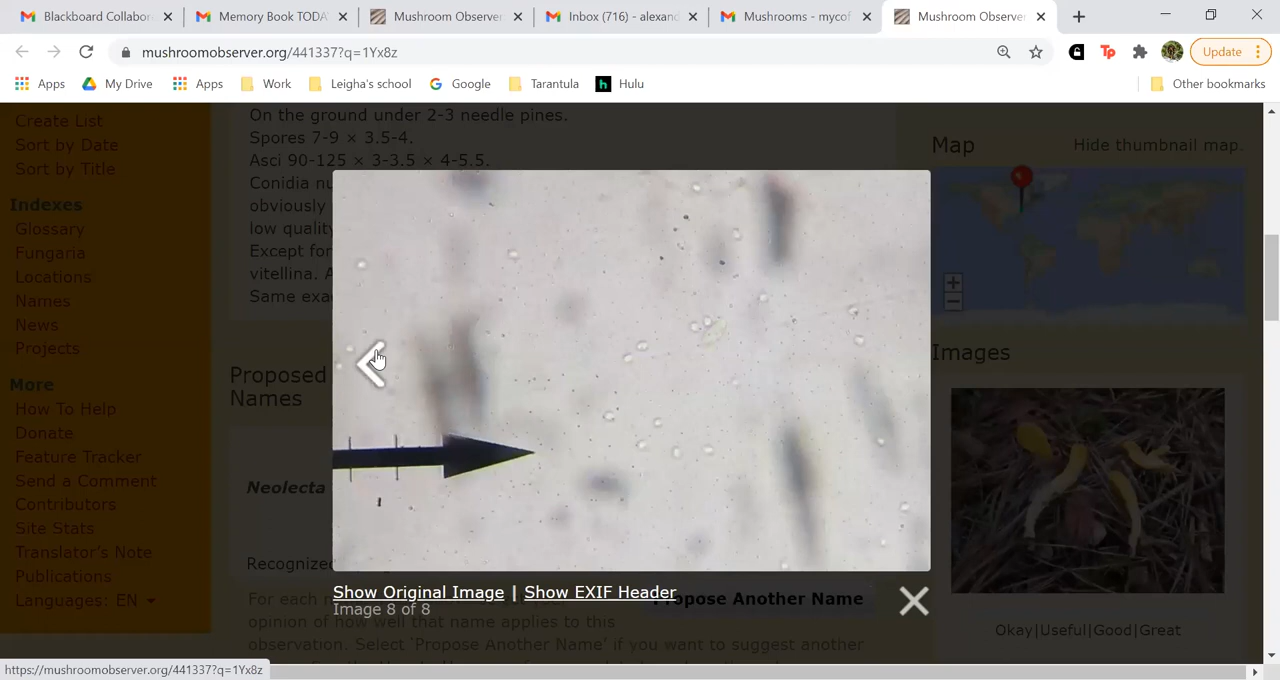 Blackboard Collabor
Memory Book TODA
Mushroom Observer
Inbox (716) - alexand
Mushrooms - mycof
Mushroom Observer
mushroomobserver.org/441337?q=1Yx8z
Tp
Update
Apps
My Drive
Apps
Work
Leigha's school
Google
Tarantula
h
Hulu
Other bookmarks
Create List
Sort by Date
Sort by Title
Indexes
Glossary
Fungaria
Locations
Names
News
Projects
More
How To Help
Donate
Feature Tracker
Send a Comment
Contributors
Site Stats
Translator's Note
Publications
Languages: EN
On the ground under 2-3 needle pines.
Spores 7-9 × 3.5-4.
Asci 90-125 × 3-3.5 × 4-5.5.
Conidia nu
obviously
low quality
Except for
vitellina. A
Same exa
Proposed
Names
Neolecta
Recognized
For each n
opinion of how well that name applies to this
observation. Select 'Propose Another Name' if you want to suggest another
Propose Another Name
Show Original Image | Show EXIF Header
Image 8 of 8
Map
Hide thumbnail map.
+
−
Images
Okay|Useful|Good|Great
https://mushroomobserver.org/441337?q=1Yx8z